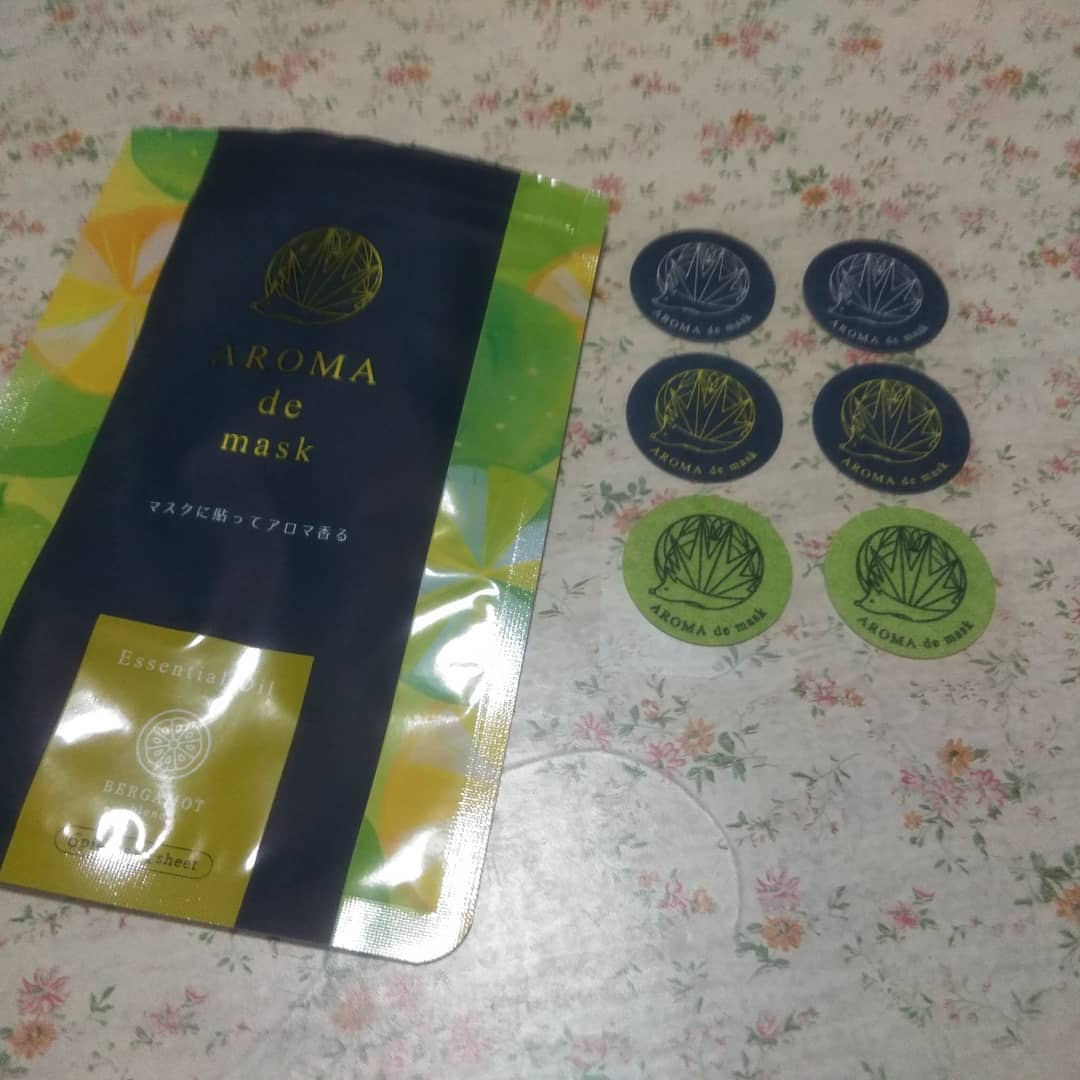 AROMA
de
mask
マスクに貼ってアロマ香る
Essential Oil
BERGAMOT
sheet
AROMA de mask
AROMA de mask
AROMA de mask
AROMA de mask
AROMA de mask
AROMA de mask